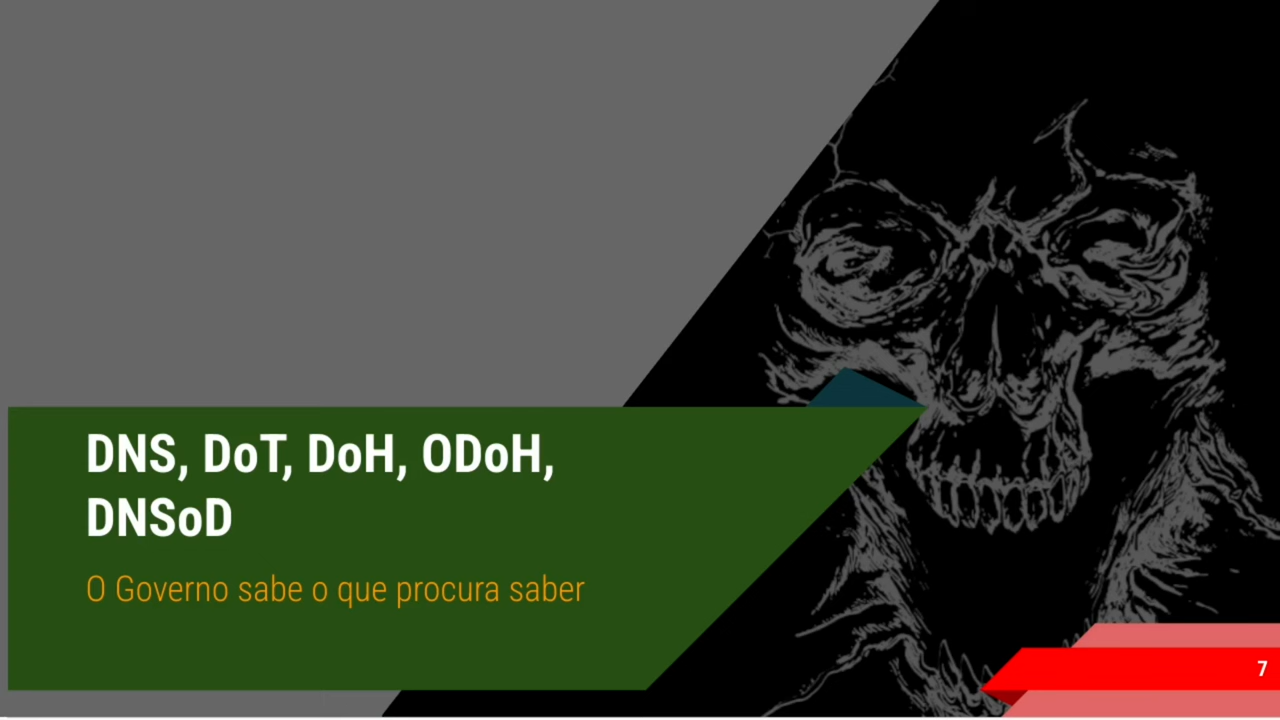 DNS, DoT, DoH, ODoH,
DNSoD
O Governo sabe o que procura saber
7